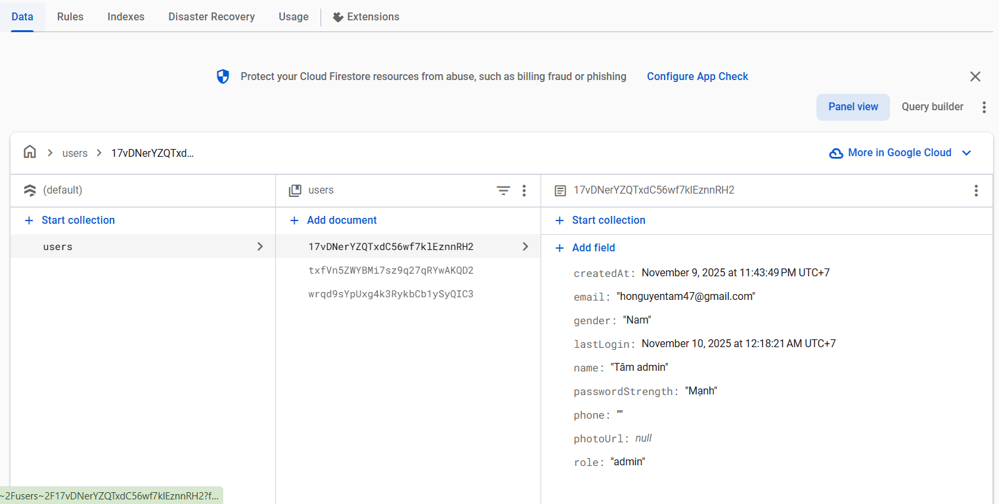 Data Rules Indexes Disaster Recovery Usage Extensions
Protect your Cloud Firestore resources from abuse, such as billing fraud or phishing Configure App Check
Panel view Query builder
users 17vDNerYZQTxd... More in Google Cloud
(default)
Start collection
users
users
Add document
17vDNerYZQTxdC56wf7klEznnRH2
txfVn5ZWYBMi7sz9q27qRYwAKQD2
wrqd9sYpUxg4k3RykbCb1ySyQIC3
17vDNerYZQTxdC56wf7klEznnRH2
Start collection
Add field
createdAt: November 9, 2025 at 11:43:49 PM UTC+7
email: "honguyentam47@gmail.com"
gender: "Nam"
lastLogin: November 10, 2025 at 12:18:21 AM UTC+7
name: "Tâm admin"
passwordStrength: "Mạnh"
phone: ""
photoUrl: null
role: "admin"
~2Fusers~2F17vDNerYZQTxdC56wf7klEznnRH2?f...